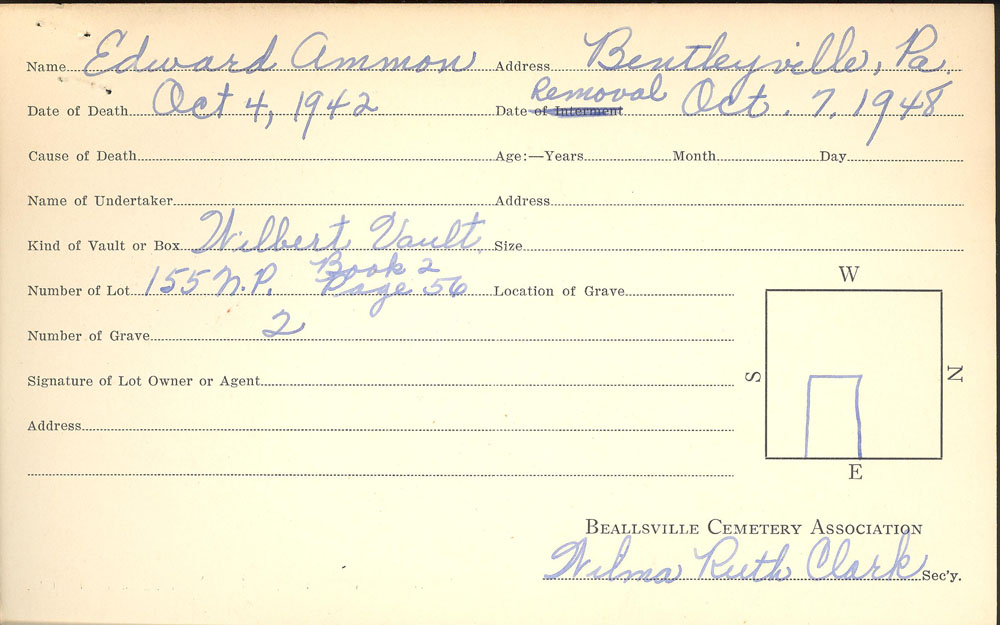 Name Edward Ammon Address Bentleyville, Pa.
Removal
Date of Death Oct 4, 1942 Date of Interment Oct. 7, 1948
Cause of Death Age:—Years Month Day
Name of Undertaker Address
Kind of Vault or Box Wilbert Vault Size
Book 2
Number of Lot 155 N.P. Page 56 Location of Grave
W
Number of Grave 2
Signature of Lot Owner or Agent
S N
Address
E
BEALLSVILLE CEMETERY ASSOCIATION
Wilma Ruth Clark Sec'y.